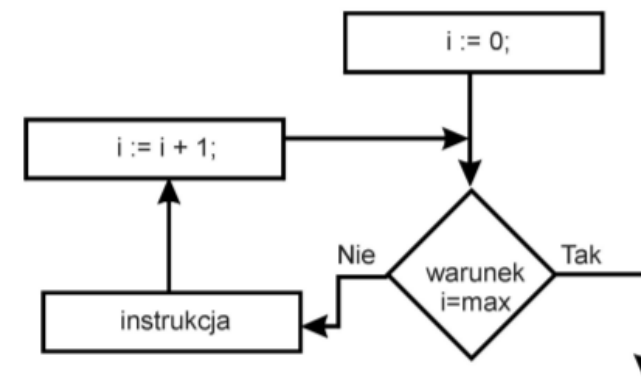 i := 0;
i := i + 1;
Nie
Tak
warunek
i=max
instrukcja